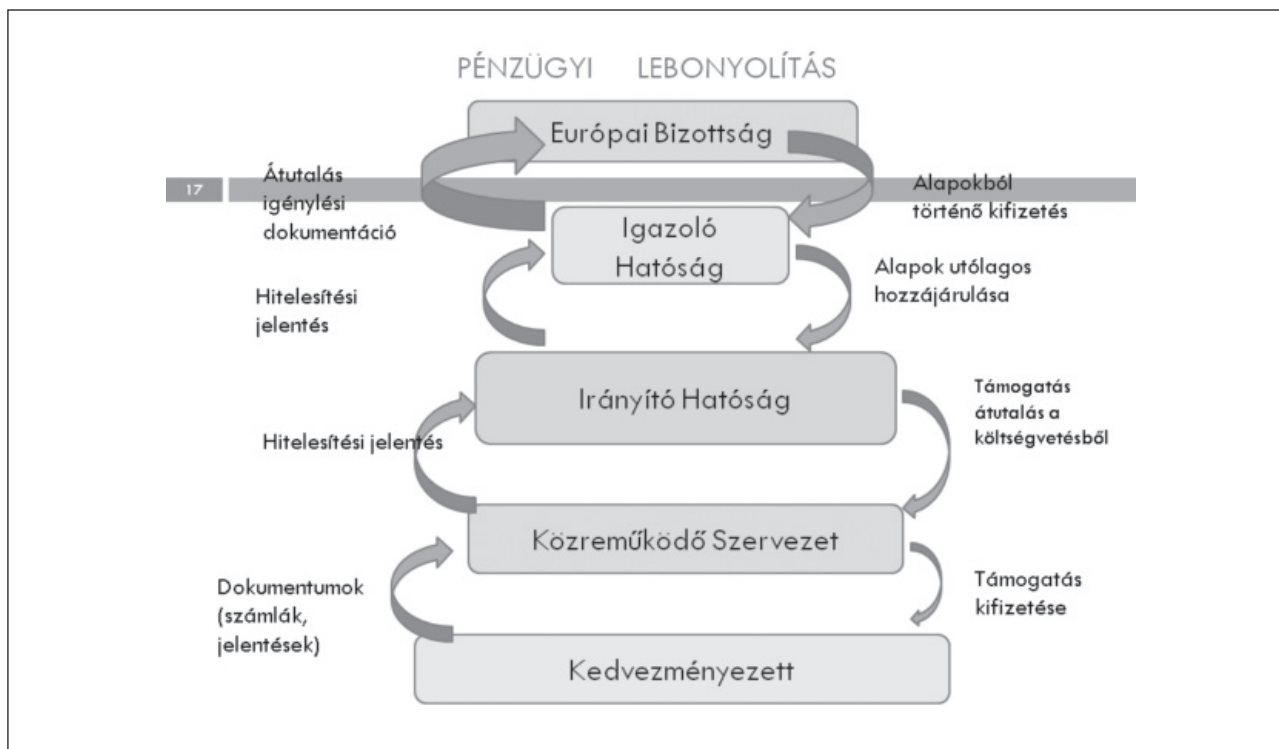 PÉNZÜGYI LEBONYOLÍTÁS
Európai Bizottság
17
Átutalás
igénylési
dokumentáció
Alapokból
történő kifizetés
Igazoló
Hatóság
Hitelesítési
jelentés
Alapok utólagos
hozzájárulása
Irányító Hatóság
Hitelesítési jelentés
Támogatás
átutalás a
költségvetésből
Közreműködő Szervezet
Dokumentumok
(számlák,
jelentések)
Támogatás
kifizetése
Kedvezményezett